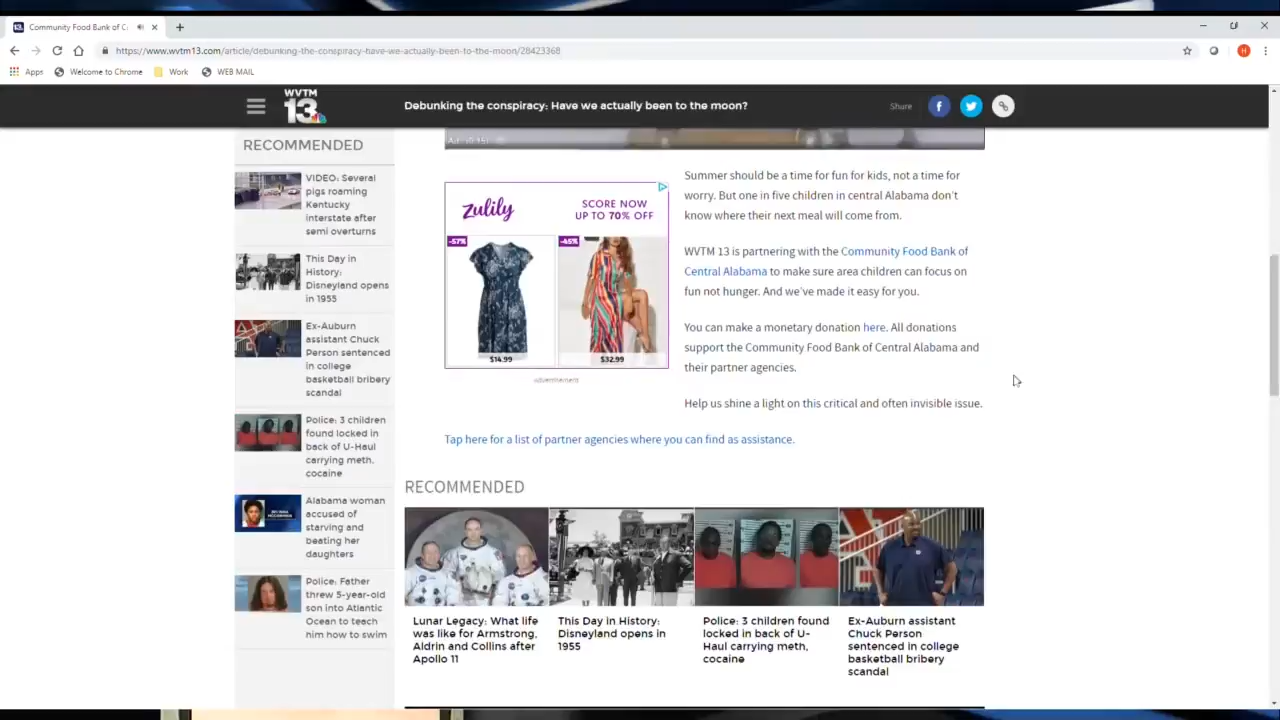 Community Food Bank of C
https://www.wvtm13.com/article/debunking-the-conspiracy-have-we-actually-been-to-the-moon/28423368
H
Apps
Welcome to Chrome
Work
WEB MAIL
WVTM
13
Debunking the conspiracy: Have we actually been to the moon?
Share
RECOMMENDED
VIDEO: Several
pigs roaming
Kentucky
interstate after
semi overturns
This Day in
History:
Disneyland opens
in 1955
Ex-Auburn
assistant Chuck
Person sentenced
in college
basketball bribery
scandal
Police: 3 children
found locked in
back of U-Haul
carrying meth,
cocaine
Alabama woman
accused of
starving and
beating her
daughters
Police: Father
threw 5-year-old
son into Atlantic
Ocean to teach
him how to swim
zulily
SCORE NOW
UP TO 70% OFF
-57%
-45%
$14.99
$32.99
advertisement
Summer should be a time for fun for kids, not a time for
worry. But one in five children in central Alabama don't
know where their next meal will come from.
WVTM 13 is partnering with the Community Food Bank of
Central Alabama to make sure area children can focus on
fun not hunger. And we've made it easy for you.
You can make a monetary donation here. All donations
support the Community Food Bank of Central Alabama and
their partner agencies.
Help us shine a light on this critical and often invisible issue.
Tap here for a list of partner agencies where you can find as assistance.
RECOMMENDED
Lunar Legacy: What life
was like for Armstrong,
Aldrin and Collins after
Apollo 11
This Day in History:
Disneyland opens in
1955
Police: 3 children found
locked in back of U-
Haul carrying meth,
cocaine
Ex-Auburn assistant
Chuck Person
sentenced in college
basketball bribery
scandal